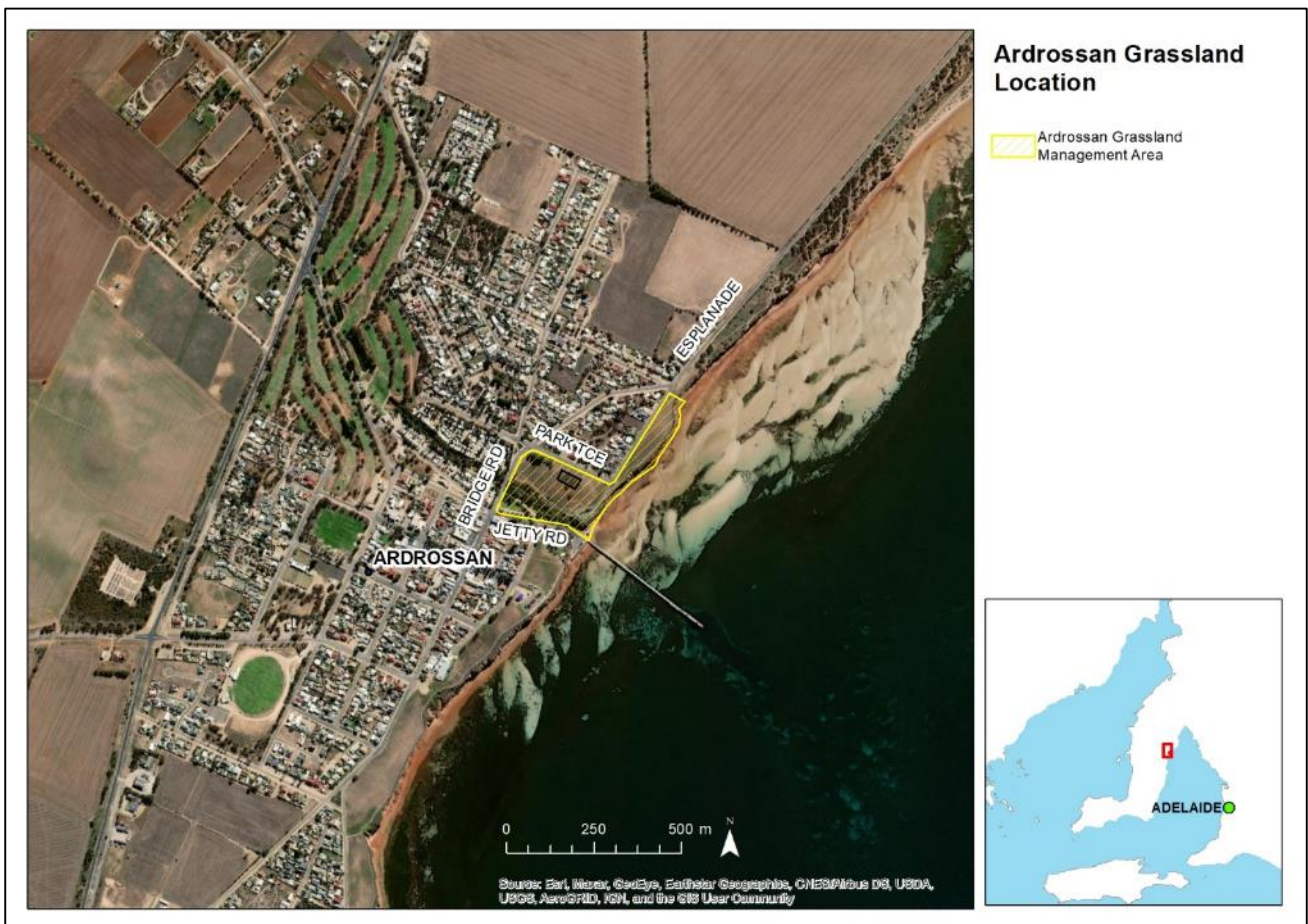 Ardrossan Grassland
Location
Ardrossan Grassland
Management Area
ESPLANADE
PARK TCE
BRIDGE RD
JETTY RD
ARDROSSAN
0 250 500 m
N
Source: Esri, Maxar, GeoEye, Earthstar Geographics, CNES/Airbus DS, USDA,
USGS, AeroGRID, IGN, and the GIS User Community
ADELAIDE